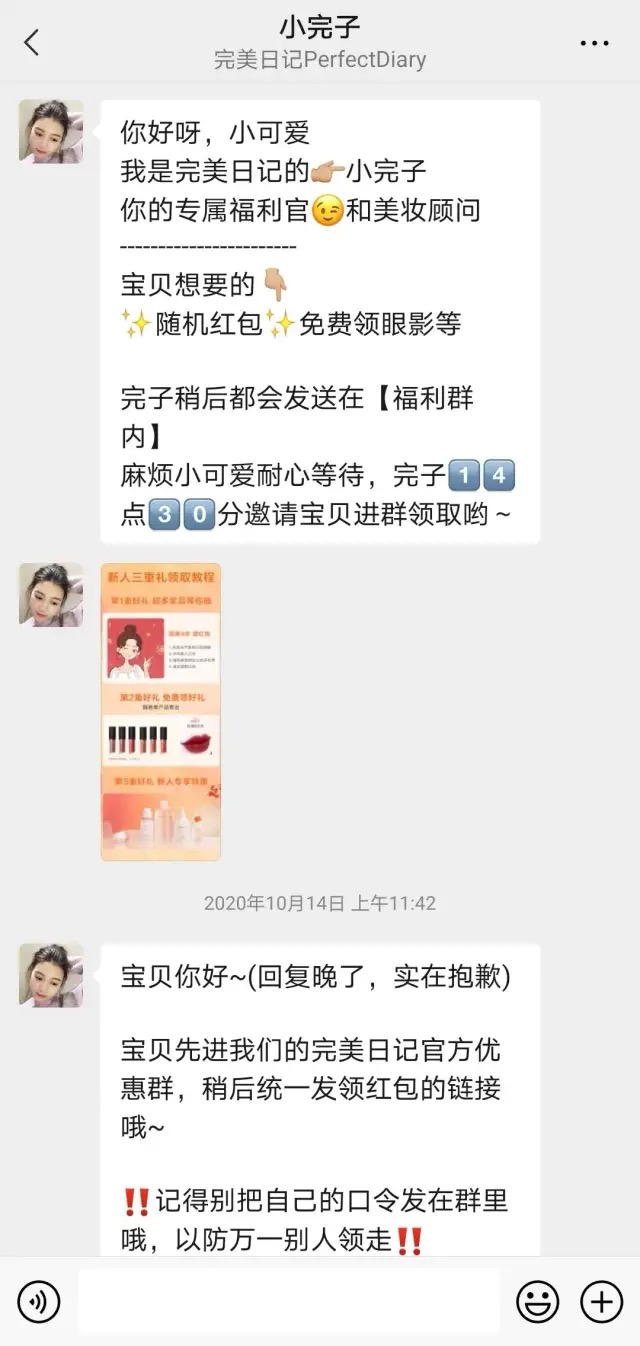 小完子
完美日记PerfectDiary
你好呀，小可爱
我是完美日记的👉🏼小完子
你的专属福利官😉和美妆顾问
-----------------------
宝贝想要的👇🏼
✨随机红包✨免费领眼影等
完子稍后都会发送在【福利群
内】
麻烦小可爱耐心等待，完子1️⃣4️⃣
点3️⃣0️⃣分邀请宝贝进群领取哟～
新人三重礼领取教程
第1重好礼 超多奖品等你抽
第2重好礼 免费领好礼
第3重好礼 新人专享特惠
2020年10月14日 上午11:42
宝贝你好~(回复晚了，实在抱歉)
宝贝先进我们的完美日记官方优
惠群，稍后统一发领红包的链接
哦~
‼️记得别把自己的口令发在群里
哦，以防万一别人领走‼️